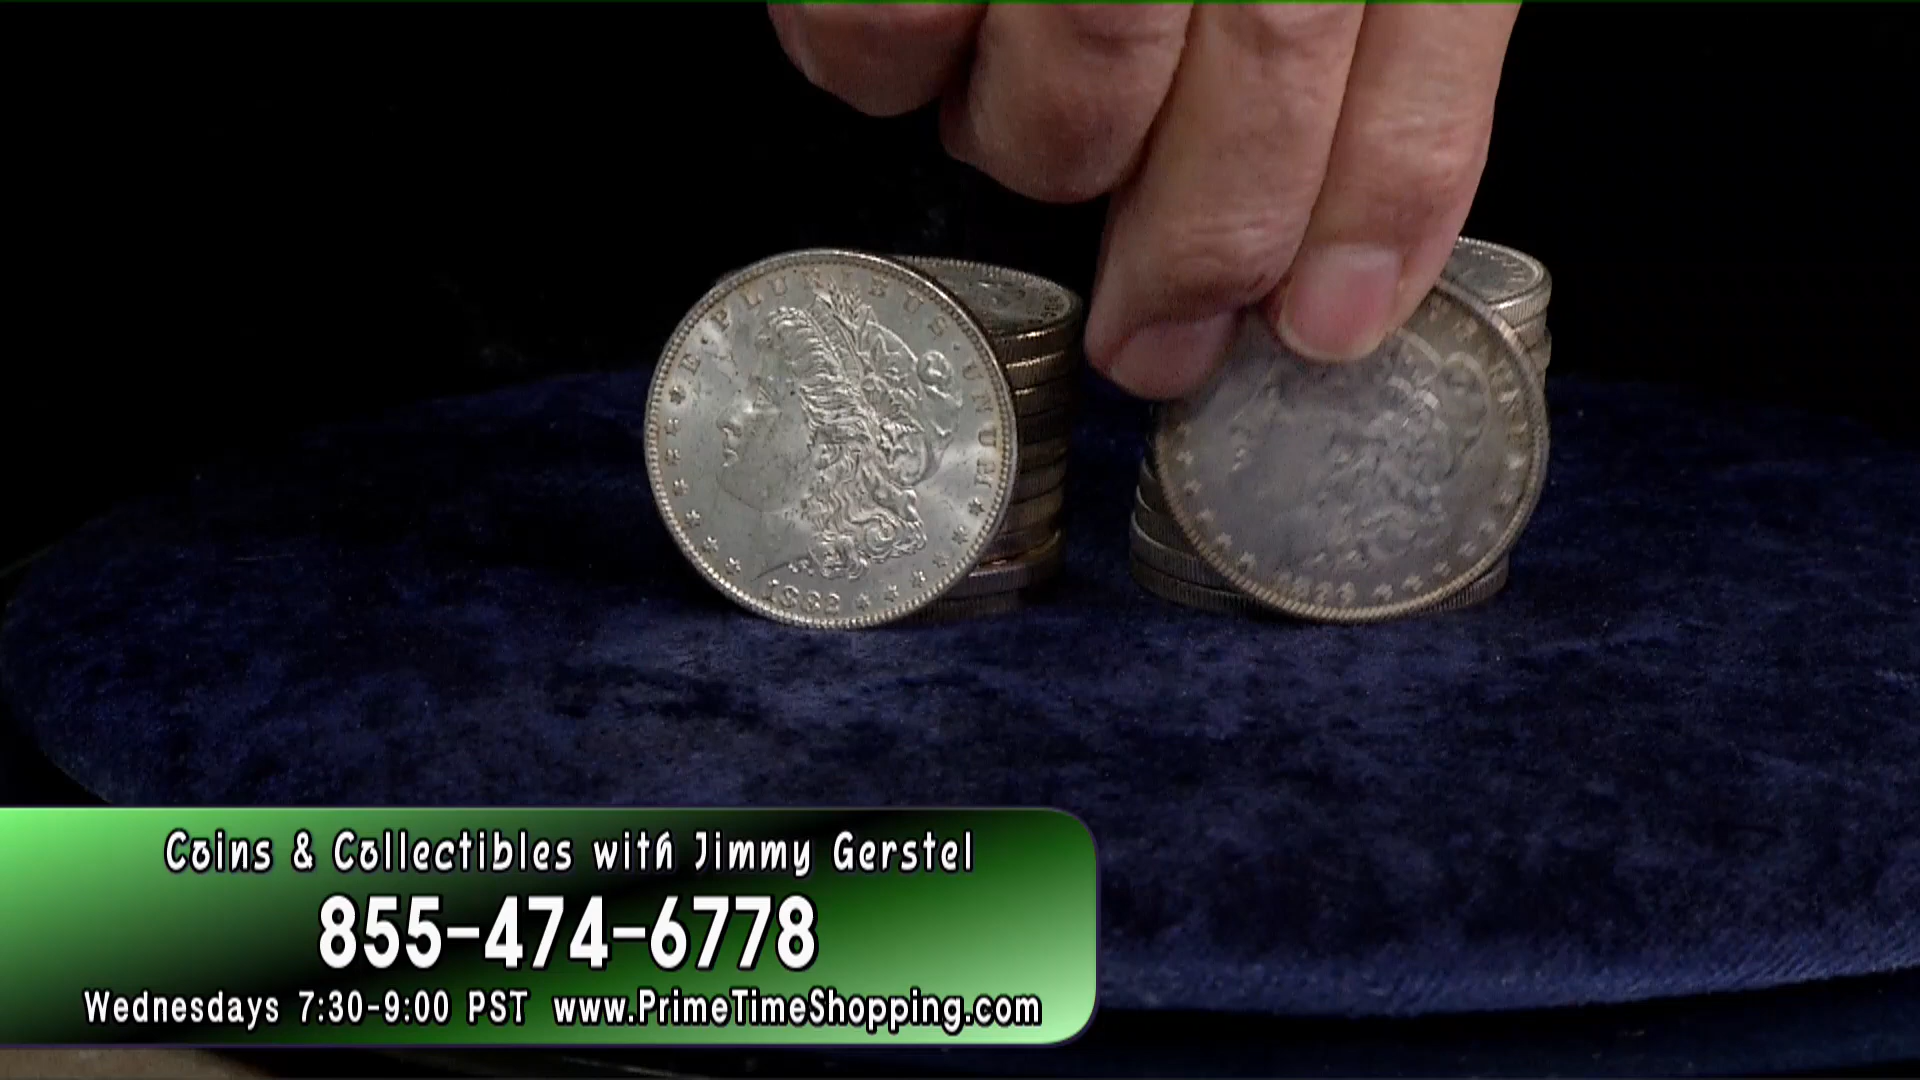 E·PLURIBUS·UNUM
1882
Coins & Collectibles with Jimmy Gerstel
855-474-6778
Wednesdays 7:30-9:00 PST www.PrimeTimeShopping.com